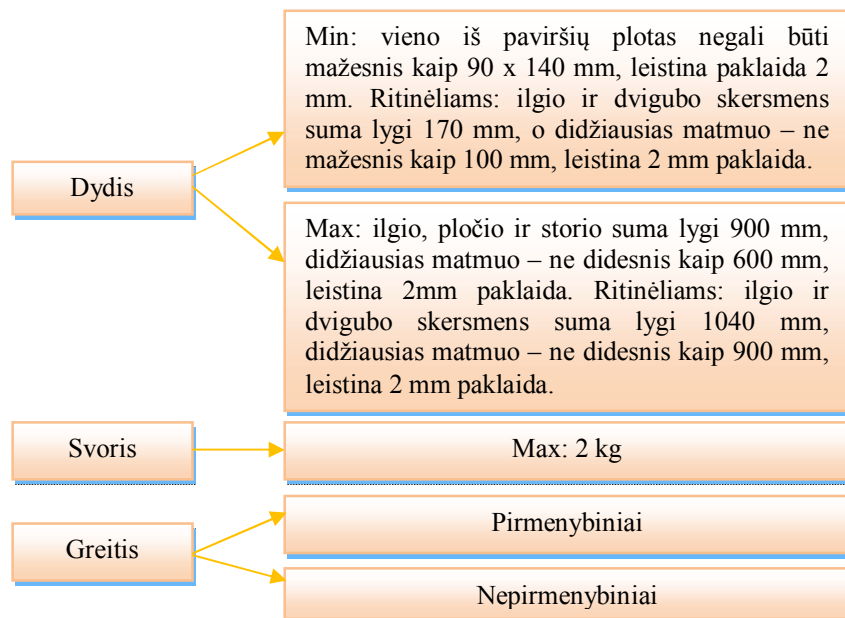 Dydis
Min: vieno iš paviršių plotas negali būti
mažesnis kaip 90 x 140 mm, leistina paklaida 2
mm. Ritinėliams: ilgio ir dvigubo skersmens
suma lygi 170 mm, o didžiausias matmuo – ne
mažesnis kaip 100 mm, leistina 2 mm paklaida.
Max: ilgio, pločio ir storio suma lygi 900 mm,
didžiausias matmuo – ne didesnis kaip 600 mm,
leistina 2mm paklaida. Ritinėliams: ilgio ir
dvigubo skersmens suma lygi 1040 mm,
didžiausias matmuo – ne didesnis kaip 900 mm,
leistina 2 mm paklaida.
Svoris
Max: 2 kg
Greitis
Pirmenybiniai
Nepirmenybiniai